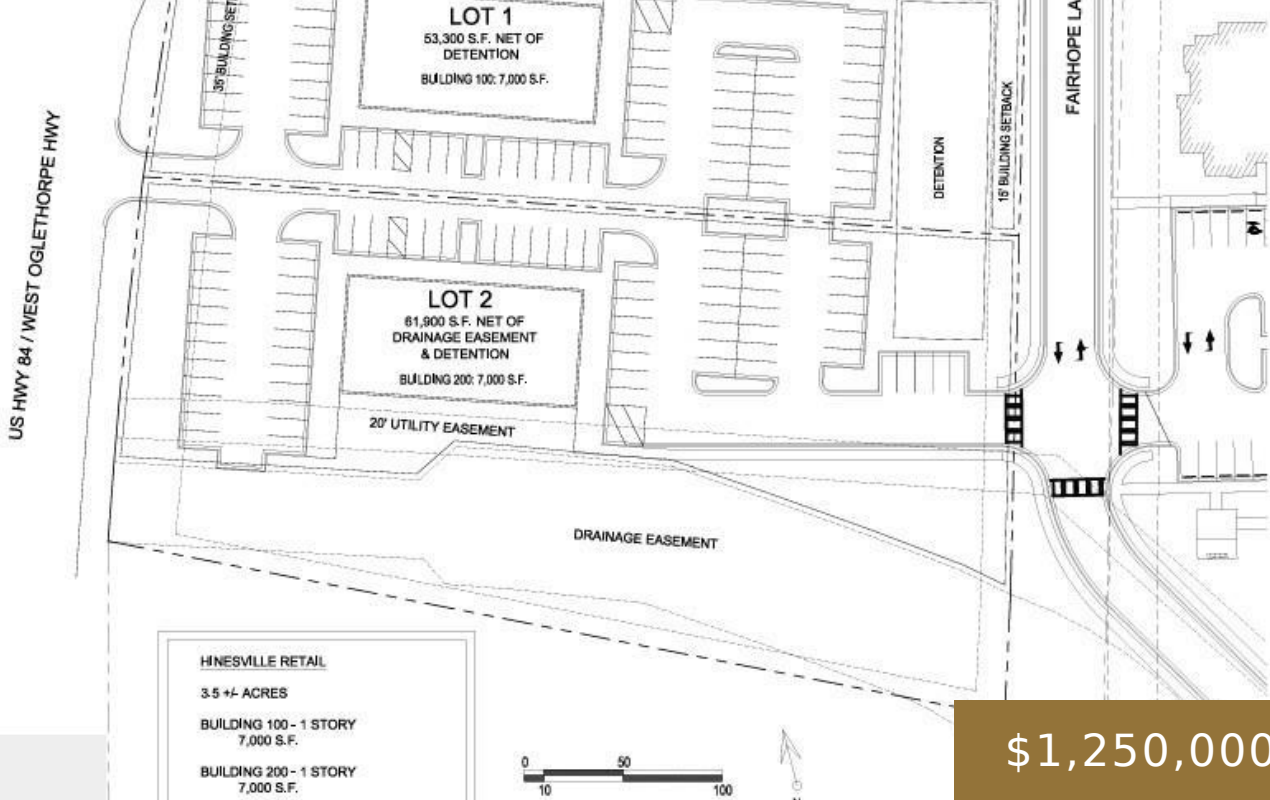 LOT 1
53,300 S.F. NET OF
DETENTION
BUILDING 100: 7,000 S.F.
35' BUILDING
FAIRHOPE
US HWY 84 / WEST OGLETHORPE HWY
DETENTION
15' BUILDING SETBACK
LOT 2
61,900 S.F. NET OF
DRAINAGE EASEMENT
& DETENTION
BUILDING 200: 7,000 S.F.
20' UTILITY EASEMENT
DRAINAGE EASEMENT
HINESVILLE RETAIL
3.5 +/- ACRES
BUILDING 100 - 1 STORY
7,000 S.F.
BUILDING 200 - 1 STORY
7,000 S.F.
0 50
10 100
$1,250,000